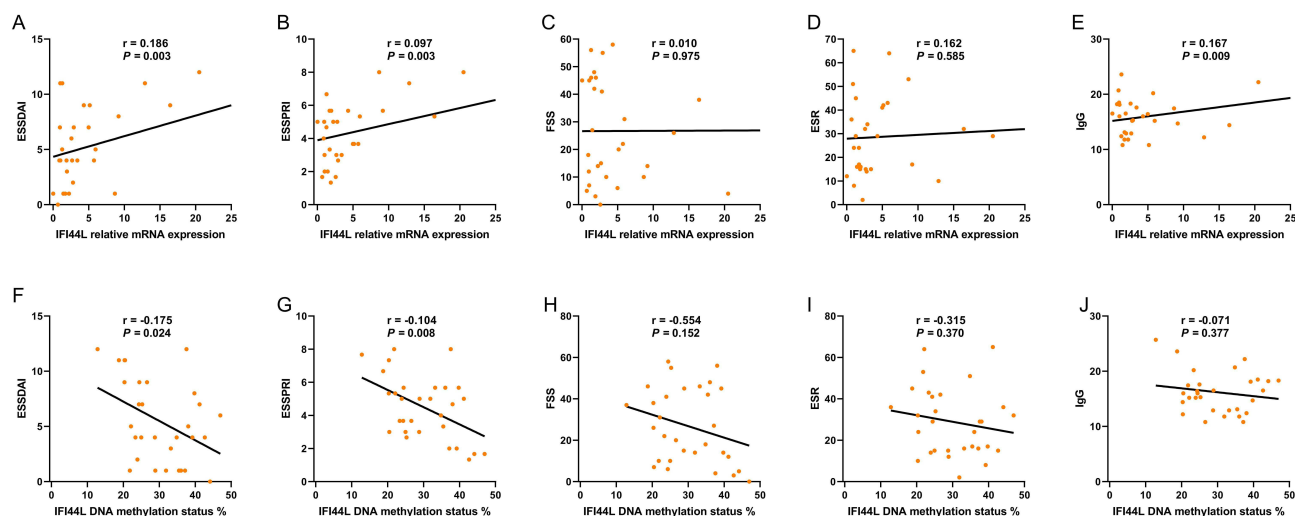 A
r = 0.186
P = 0.003
ESSDAI
15
10
5
0
0 5 10 15 20 25
IFI44L relative mRNA expression
B
r = 0.097
P = 0.003
ESSPRI
10
8
6
4
2
0
0 5 10 15 20 25
IFI44L relative mRNA expression
C
r = 0.010
P = 0.975
FSS
60
50
40
30
20
10
0
0 5 10 15 20 25
IFI44L relative mRNA expression
D
r = 0.162
P = 0.585
ESR
70
60
50
40
30
20
10
0
0 5 10 15 20 25
IFI44L relative mRNA expression
E
r = 0.167
P = 0.009
IgG
30
20
10
0
0 5 10 15 20 25
IFI44L relative mRNA expression
F
r = -0.175
P = 0.024
ESSDAI
15
10
5
0
0 10 20 30 40 50
IFI44L DNA methylation status %
G
r = -0.104
P = 0.008
ESSPRI
10
8
6
4
2
0
0 10 20 30 40 50
IFI44L DNA methylation status %
H
r = -0.554
P = 0.152
FSS
80
60
40
20
0
0 10 20 30 40 50
IFI44L DNA methylation status %
I
r = -0.315
P = 0.370
ESR
80
60
40
20
0
0 10 20 30 40 50
IFI44L DNA methylation status %
J
r = -0.071
P = 0.377
IgG
30
20
10
0
0 10 20 30 40 50
IFI44L DNA methylation status %